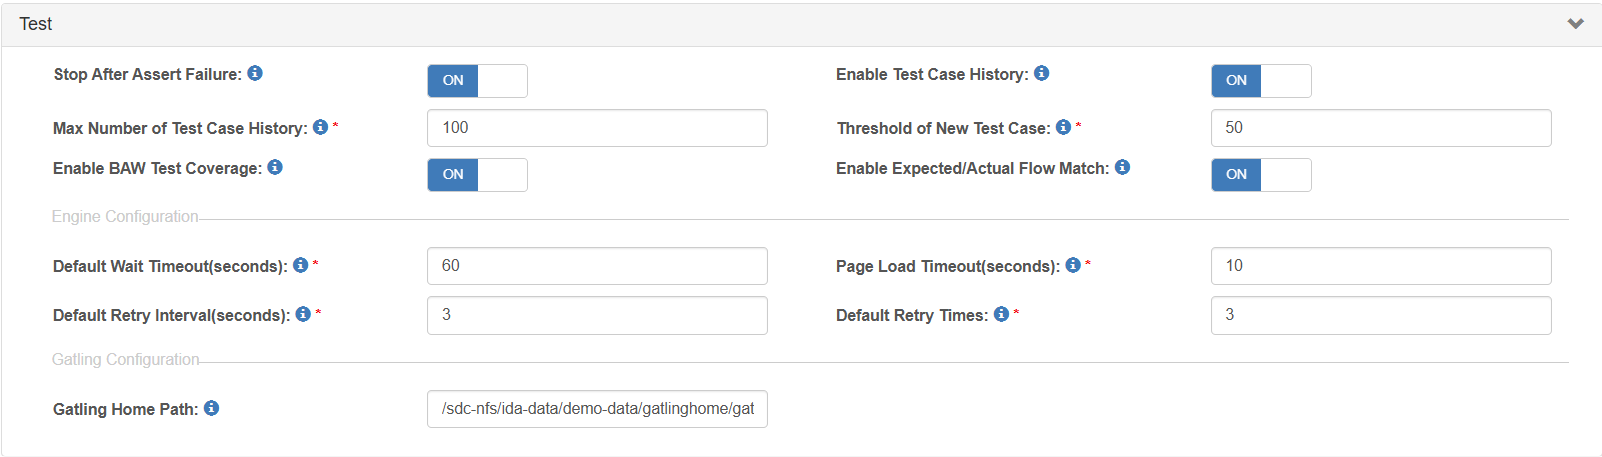 Test
Stop After Assert Failure: ON Enable Test Case History: ON
Max Number of Test Case History: * 100 Threshold of New Test Case: * 50
Enable BAW Test Coverage: ON Enable Expected/Actual Flow Match: ON
Engine Configuration
Default Wait Timeout(seconds): * 60 Page Load Timeout(seconds): * 10
Default Retry Interval(seconds): * 3 Default Retry Times: * 3
Gatling Configuration
Gatling Home Path: /sdc-nfs/ida-data/demo-data/gatlinghome/gat